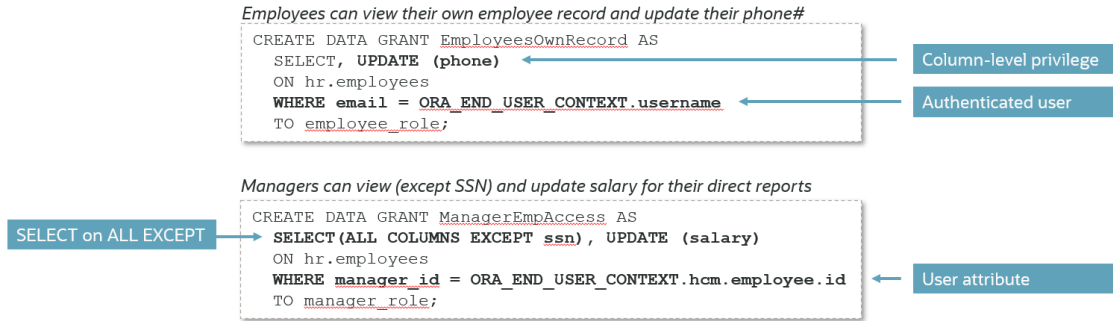 Employees can view their own employee record and update their phone#
CREATE DATA GRANT EmployeesOwnRecord AS
SELECT, UPDATE (phone)
ON hr.employees
WHERE email = ORA_END_USER_CONTEXT.username
TO employee_role;
Column-level privilege
Authenticated user
Managers can view (except SSN) and update salary for their direct reports
SELECT on ALL EXCEPT
CREATE DATA GRANT ManagerEmpAccess AS
SELECT(ALL COLUMNS EXCEPT ssn), UPDATE (salary)
ON hr.employees
WHERE manager_id = ORA_END_USER_CONTEXT.hcm.employee.id
TO manager_role;
User attribute